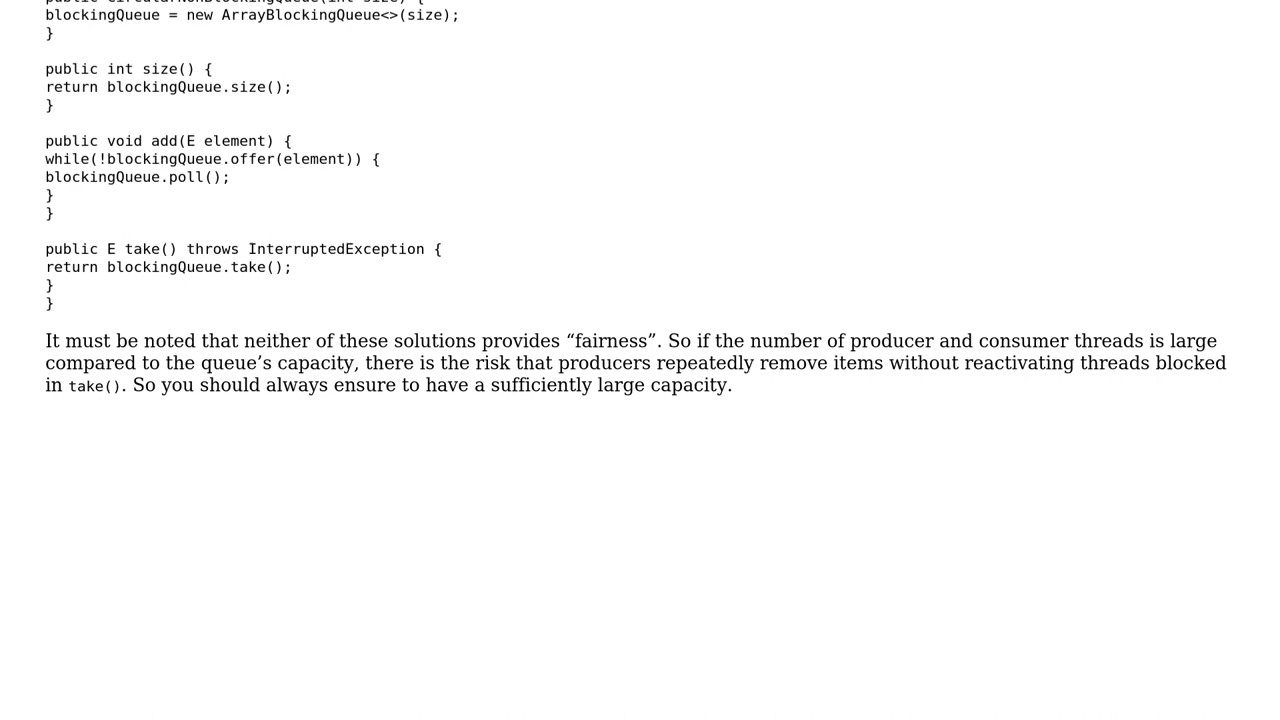 public CircularNonBlockingQueue(int size) {
blockingQueue = new ArrayBlockingQueue<>(size);
}
public int size() {
return blockingQueue.size();
}
public void add(E element) {
while(!blockingQueue.offer(element)) {
blockingQueue.poll();
}
}
public E take() throws InterruptedException {
return blockingQueue.take();
}
}
It must be noted that neither of these solutions provides “fairness”. So if the number of producer and consumer threads is large
compared to the queue’s capacity, there is the risk that producers repeatedly remove items without reactivating threads blocked
in take(). So you should always ensure to have a sufficiently large capacity.